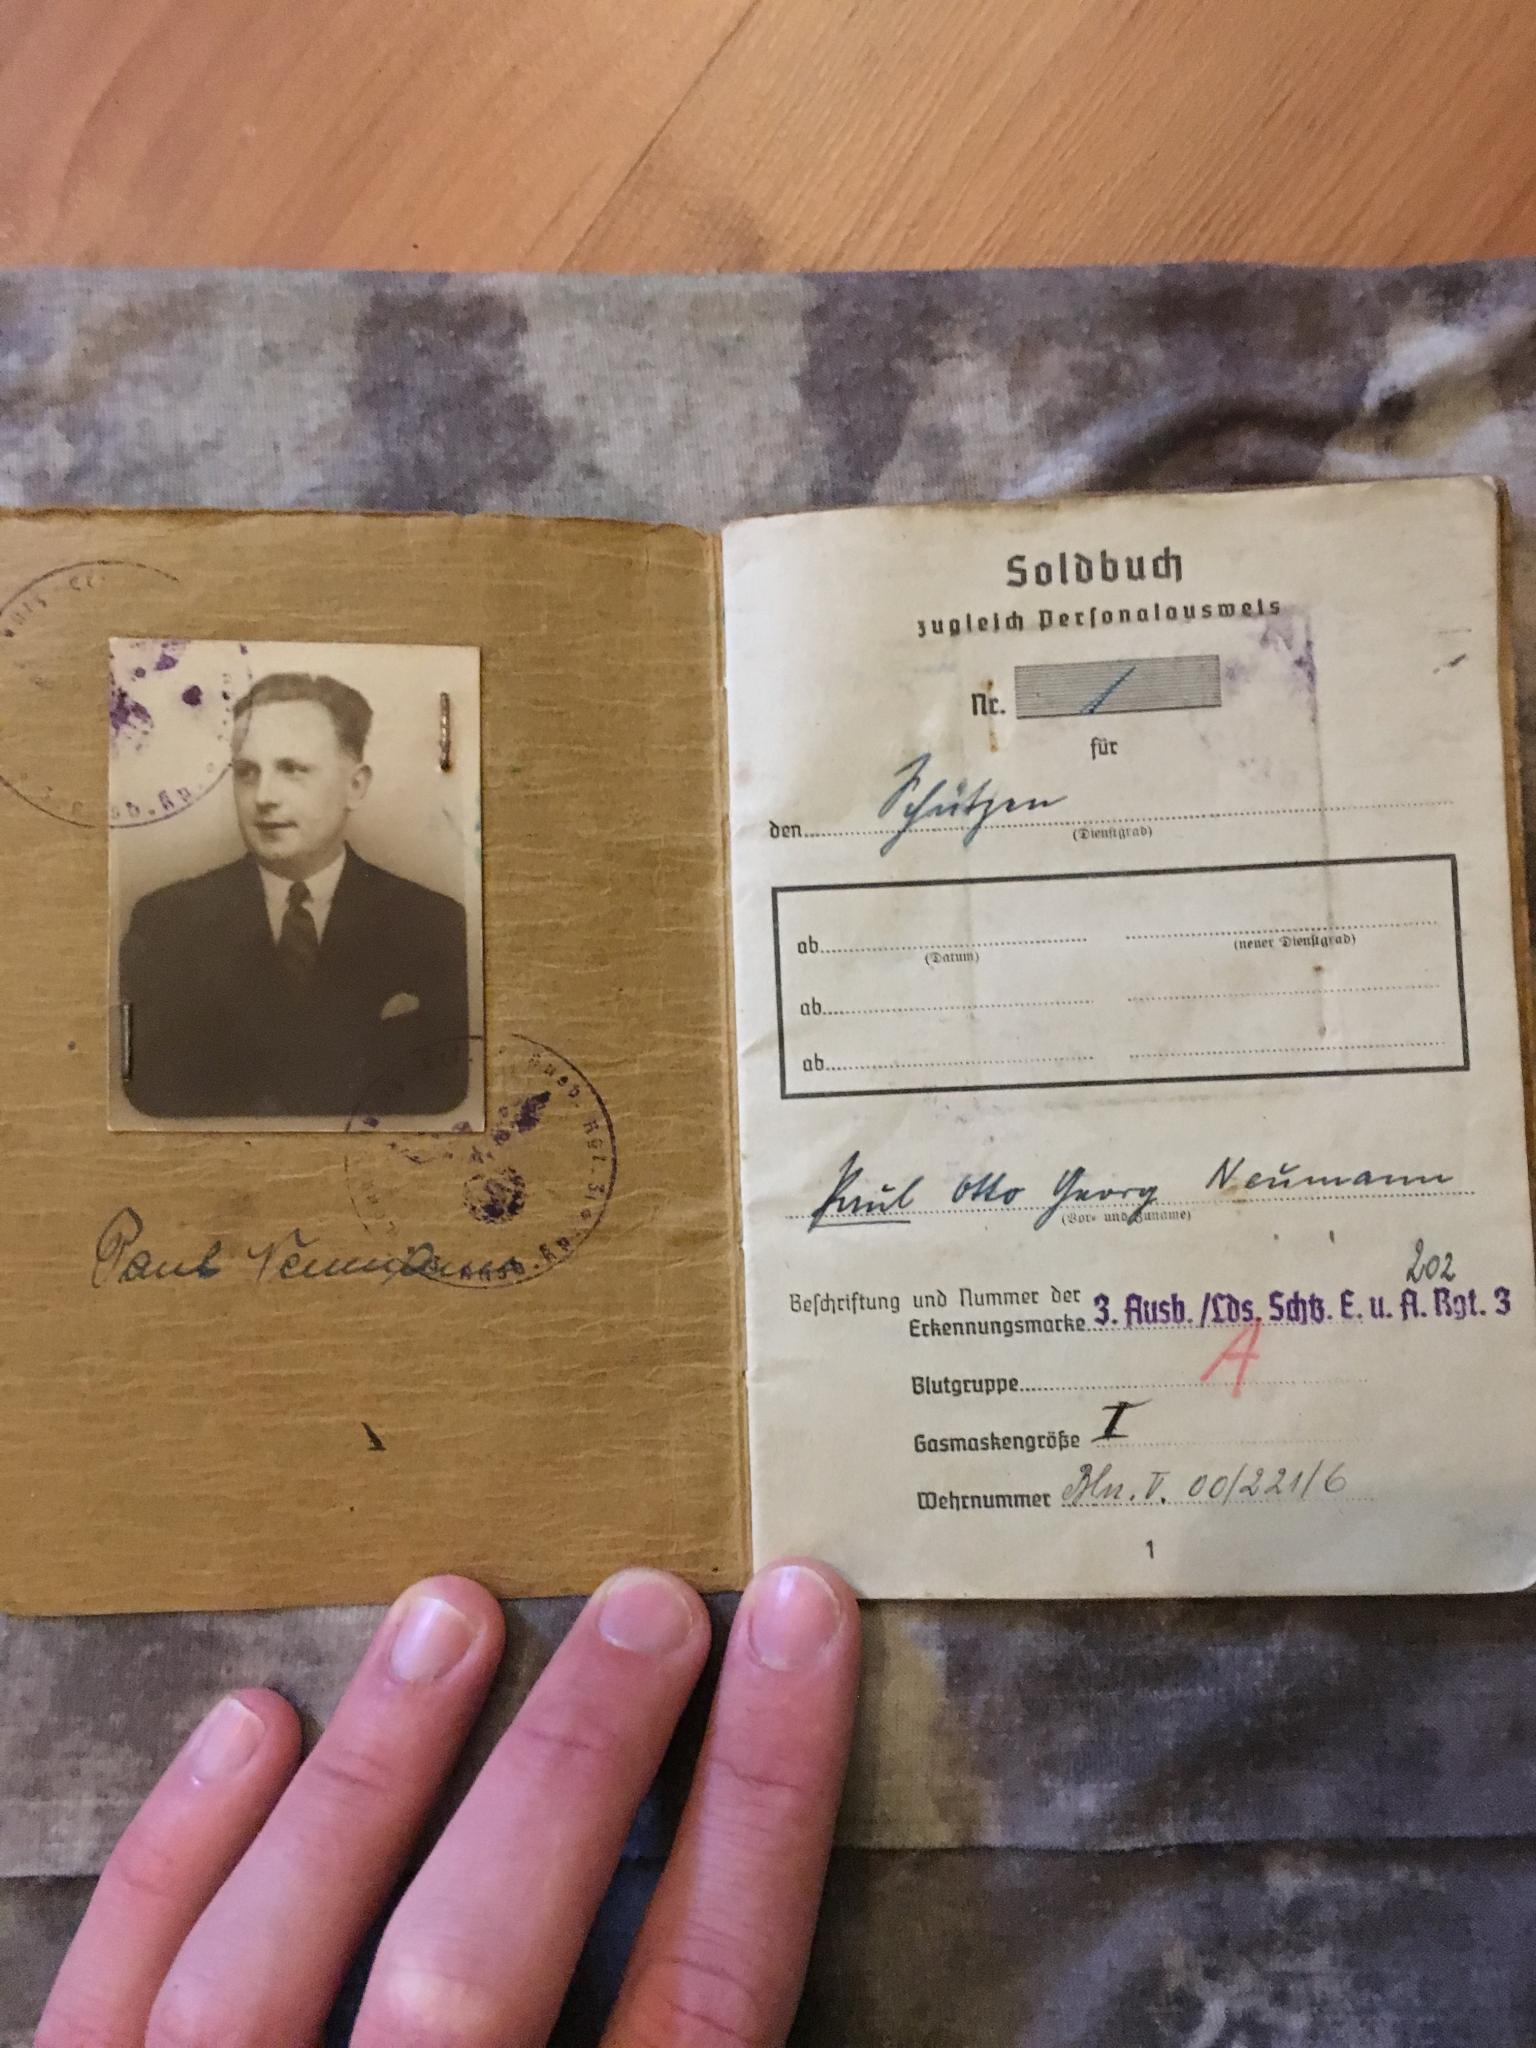 Paul Neumann
Soldbuch
zugleich Personalausweis
Nr.
für
den Schützen
(Dienstgrad)
ab
(Datum) (neuer Dienstgrad)
ab
ab
Paul Otto Georg Neumann
(Vor- und Zuname)
202
Beschriftung und Nummer der
Erkennungsmarke 3. Ausb./Lds. Schtz. E. u. A. Rgt. 3
Blutgruppe A
Gasmaskengröße I
Wehrnummer Bln. V. 00/221/6
1